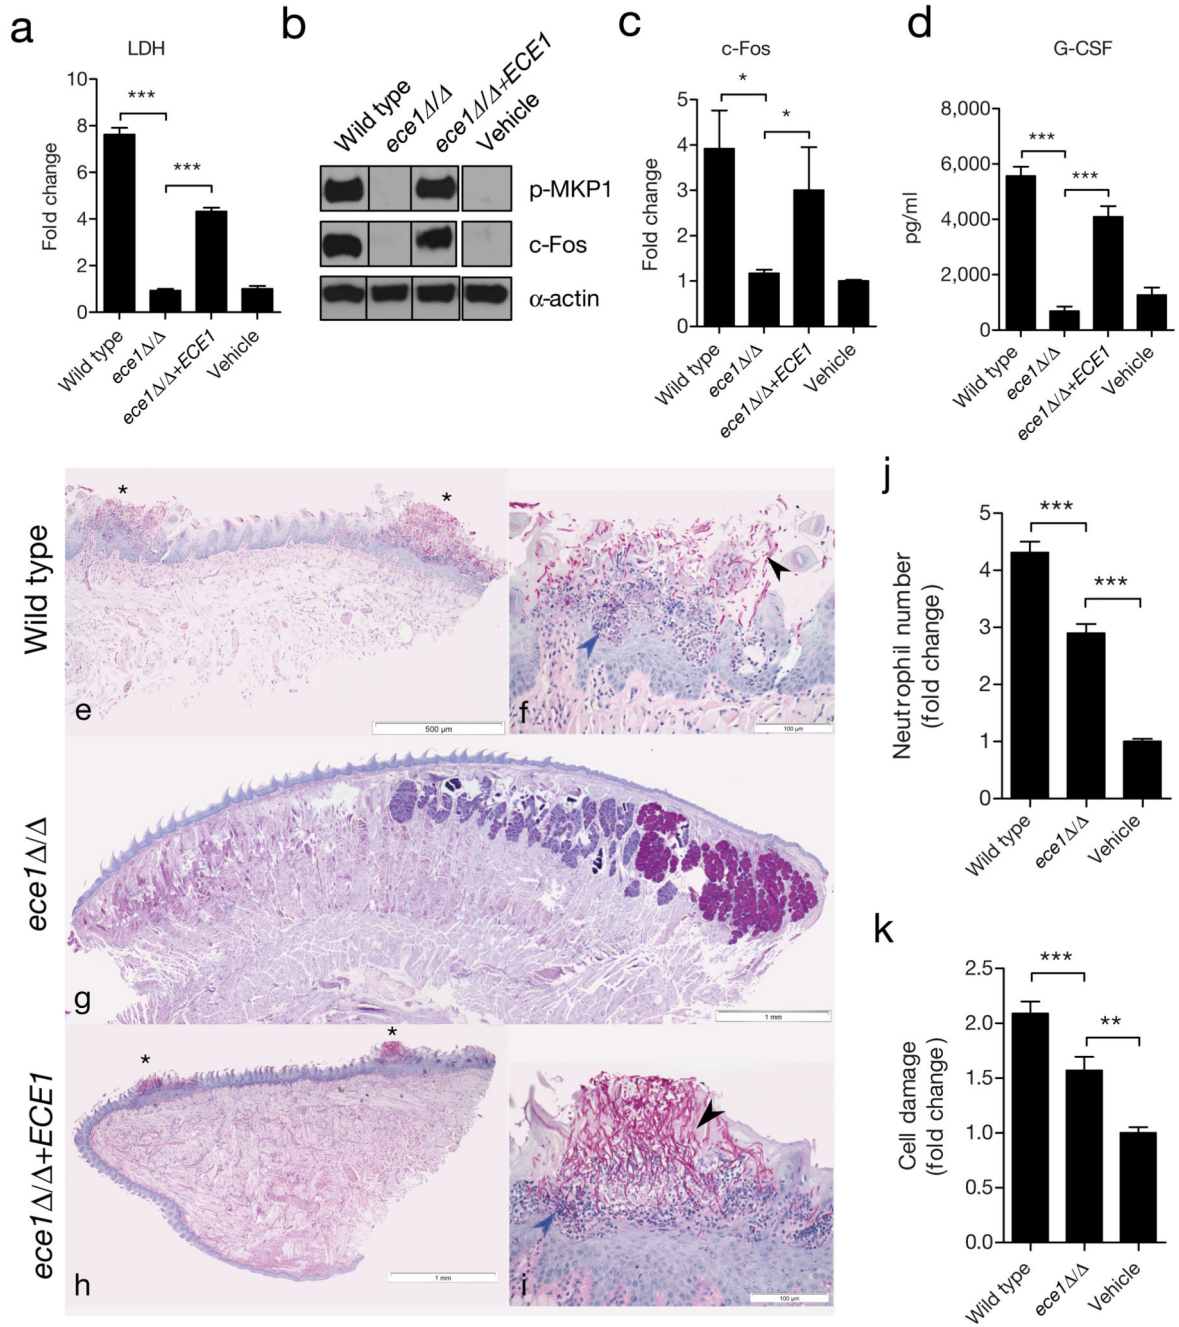 a
LDH
Fold change
10
8
6
4
2
0
***
***
Wild type
ece1Δ/Δ
ece1Δ/Δ+ECE1
Vehicle
b
Wild type
ece1Δ/Δ
ece1Δ/Δ+ECE1
Vehicle
p-MKP1
c-Fos
α-actin
c
c-Fos
Fold change
5
4
3
2
1
0
*
*
Wild type
ece1Δ/Δ
ece1Δ/Δ+ECE1
Vehicle
d
G-CSF
pg/ml
8,000
6,000
4,000
2,000
0
***
***
Wild type
ece1Δ/Δ
ece1Δ/Δ+ECE1
Vehicle
Wild type
*
*
e
500 µm
f
100 µm
ece1Δ/Δ
g
1 mm
ece1Δ/Δ+ECE1
*
*
h
1 mm
i
100 µm
j
Neutrophil number
(fold change)
5
4
3
2
1
0
***
***
Wild type
ece1Δ/Δ
Vehicle
k
Cell damage
(fold change)
2.5
2.0
1.5
1.0
0.5
0.0
***
**
Wild type
ece1Δ/Δ
Vehicle